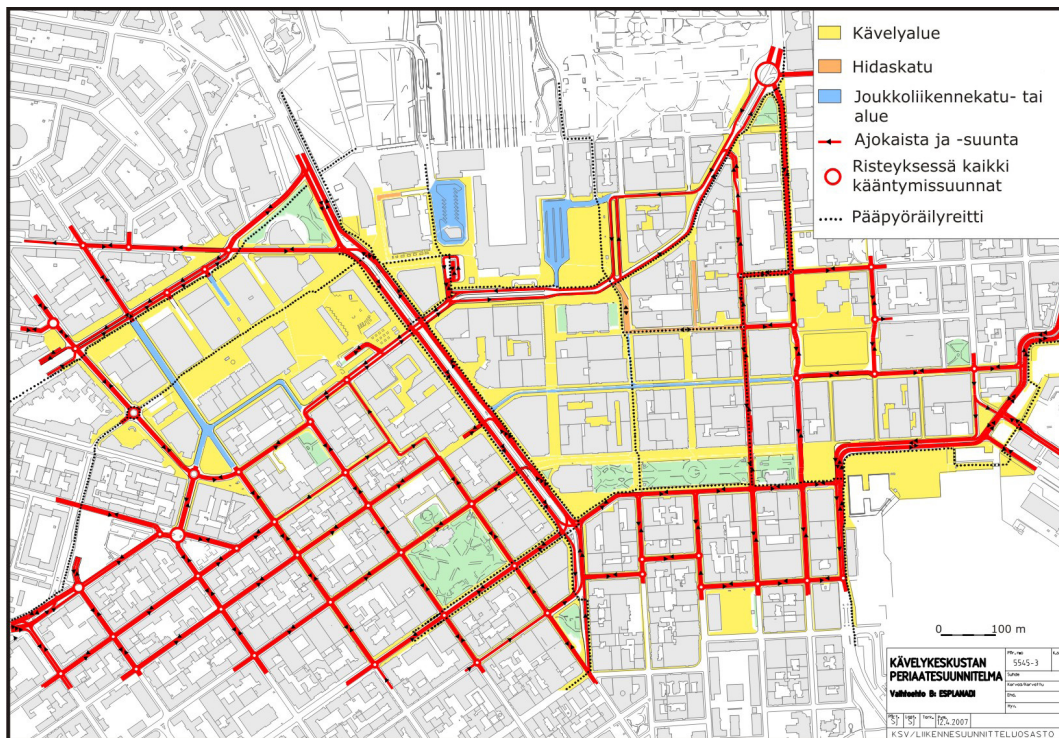 Kävelyalue
Hidaskatu
Joukkoliikennekatu- tai
alue
Ajokaista ja -suunta
Risteyksessä kaikki
kääntymissuunnat
Pääpyöräilyreitti
0 100 m
KÄVELYKESKUSTAN
PERIAATESUUNNITELMA
Vaihtoehto B: ESPLANADI
5545-3
12.4.2007
KSV/LIIKENNESUUNNITTELUOSASTO